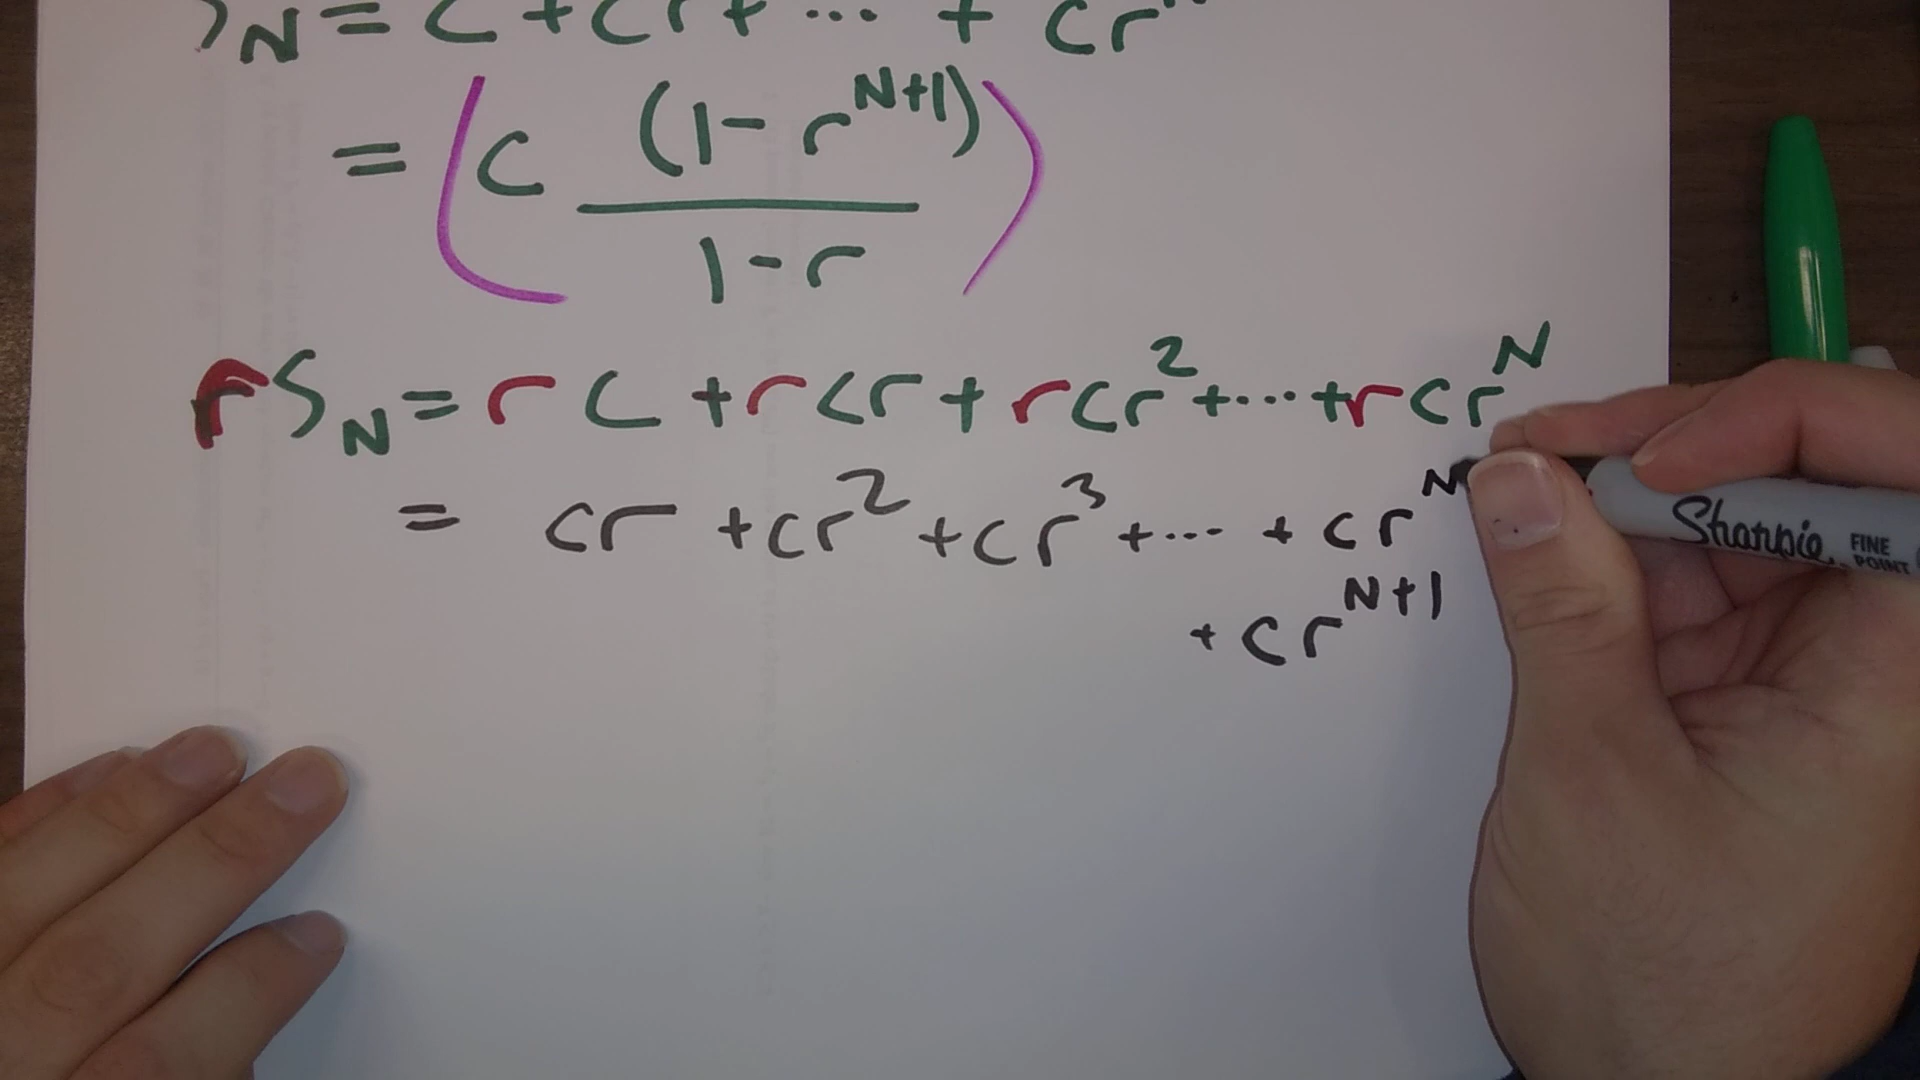 S_N = C + Cr + ... + Cr
= (C (1 - r^{N+1}) / (1 - r))
rS_N = rC + rCr + rCr^2 + ... + rCr^N
= Cr + Cr^2 + Cr^3 + ... + Cr^N
+ Cr^{N+1}
Sharpie FINE POINT